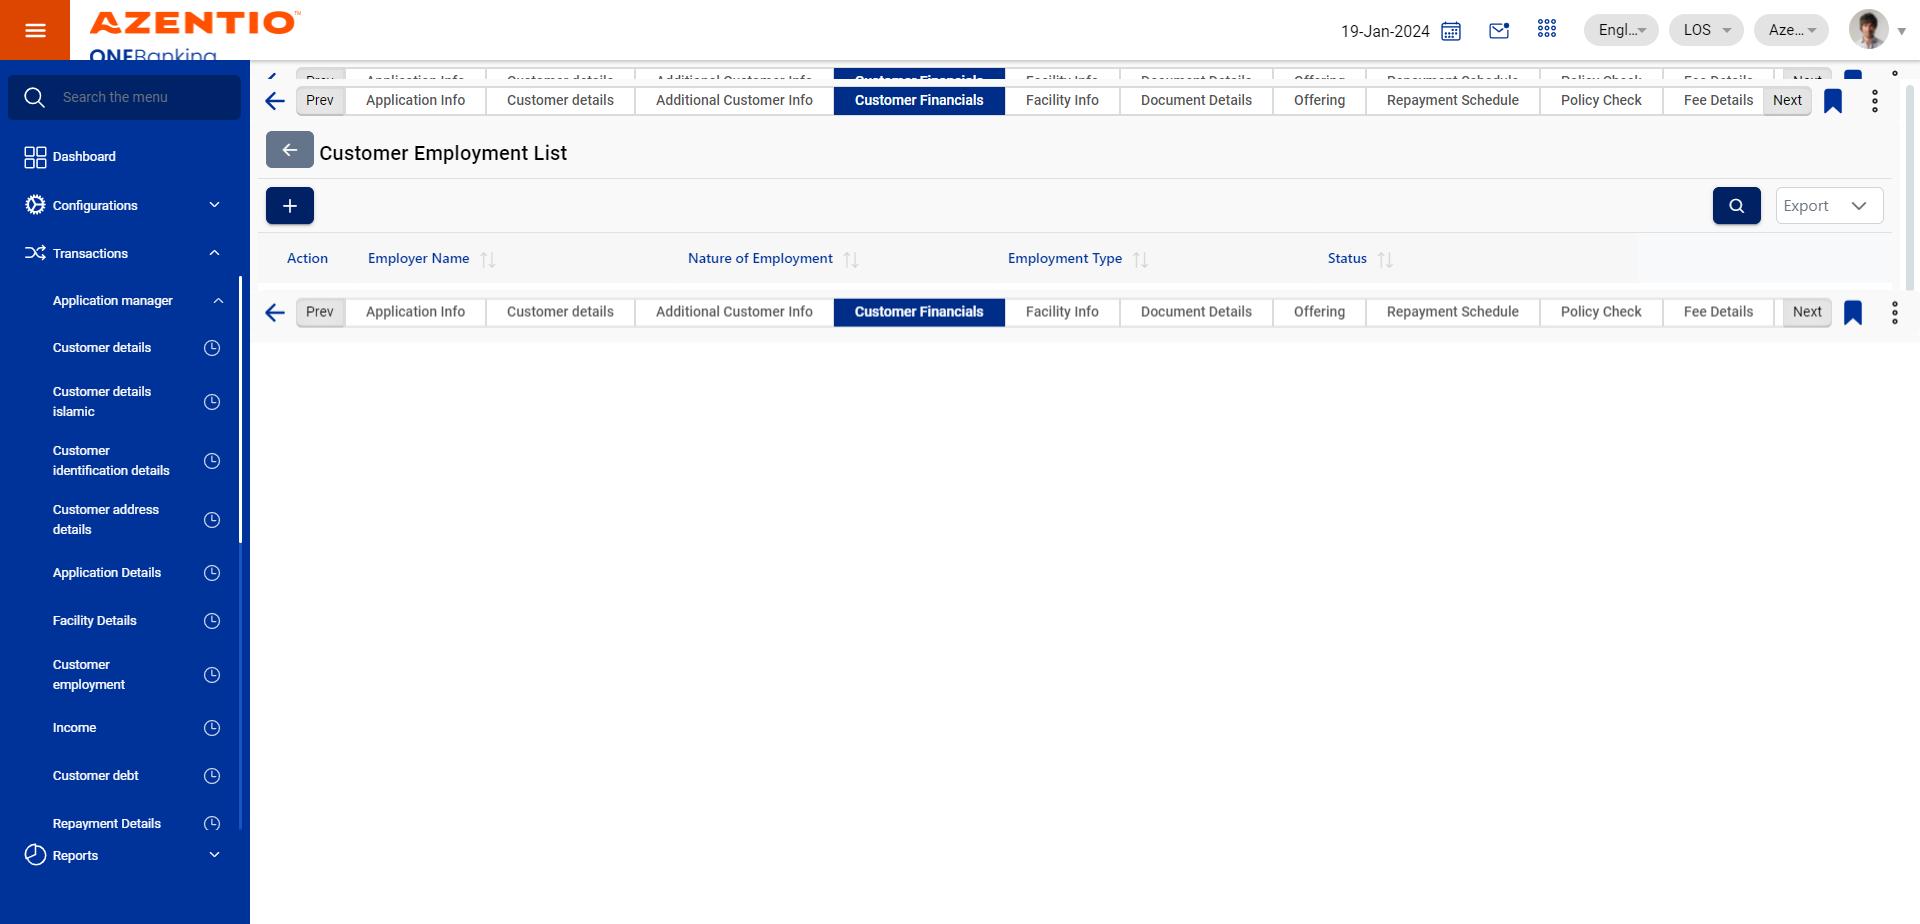 AZENTIO™
ONEBanking
19-Jan-2024
Engl...
LOS
Aze...
Search the menu
Dashboard
Configurations
Transactions
Application manager
Customer details
Customer details
islamic
Customer
identification details
Customer address
details
Application Details
Facility Details
Customer
employment
Income
Customer debt
Repayment Details
Reports
Prev Application Info Customer details Additional Customer Info Customer Financials Facility Info Document Details Offering Repayment Schedule Policy Check Fee Details Next
Prev Application Info Customer details Additional Customer Info Customer Financials Facility Info Document Details Offering Repayment Schedule Policy Check Fee Details Next
Customer Employment List
Export
Action Employer Name Nature of Employment Employment Type Status
Prev Application Info Customer details Additional Customer Info Customer Financials Facility Info Document Details Offering Repayment Schedule Policy Check Fee Details Next